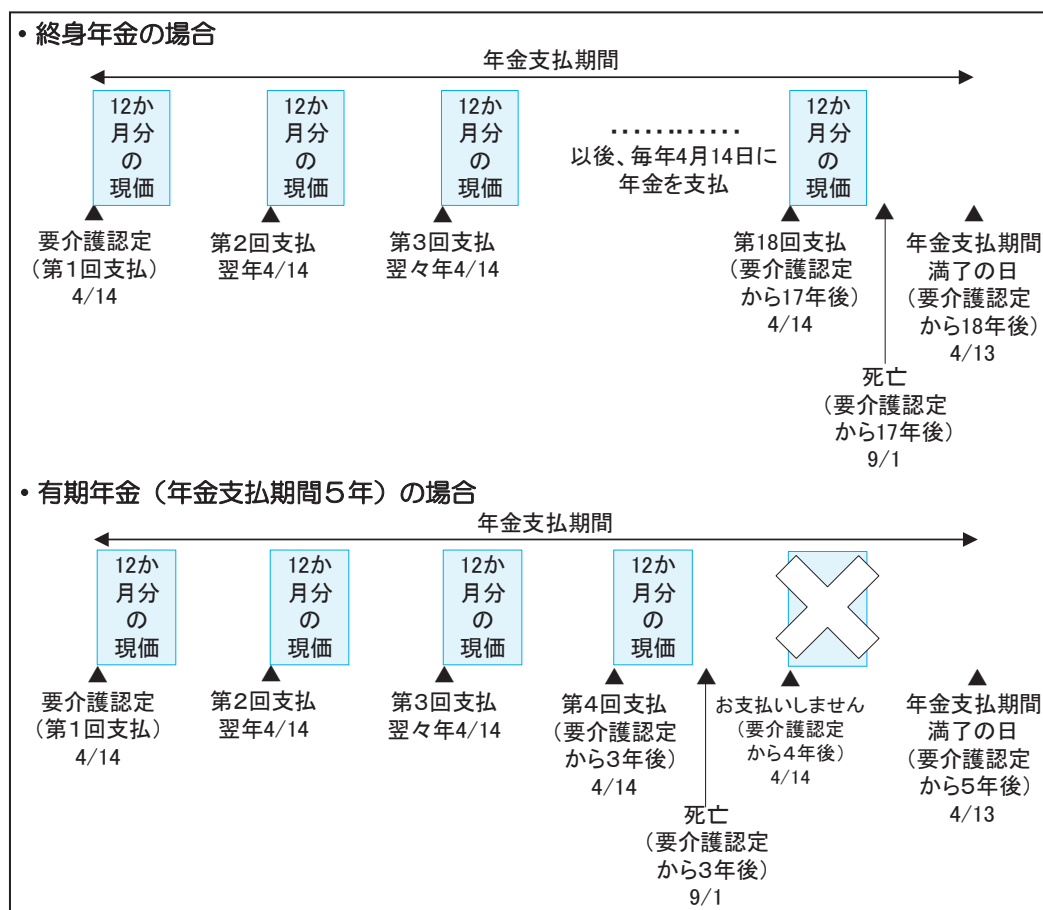 ・終身年金の場合
年金支払期間
12か
月分
の
現価
12か
月分
の
現価
12か
月分
の
現価
…………
以後、毎年4月14日に
年金を支払
12か
月分
の
現価
要介護認定
(第1回支払)
4/14
第2回支払
翌年4/14
第3回支払
翌々年4/14
第18回支払
(要介護認定
から17年後)
4/14
年金支払期間
満了の日
(要介護認定
から18年後)
4/13
死亡
(要介護認定
から17年後)
9/1
・有期年金(年金支払期間5年)の場合
年金支払期間
12か
月分
の
現価
12か
月分
の
現価
12か
月分
の
現価
12か
月分
の
現価
要介護認定
(第1回支払)
4/14
第2回支払
翌年4/14
第3回支払
翌々年4/14
第4回支払
(要介護認定
から3年後)
4/14
お支払いしません
(要介護認定
から4年後)
4/14
年金支払期間
満了の日
(要介護認定
から5年後)
4/13
死亡
(要介護認定
から3年後)
9/1